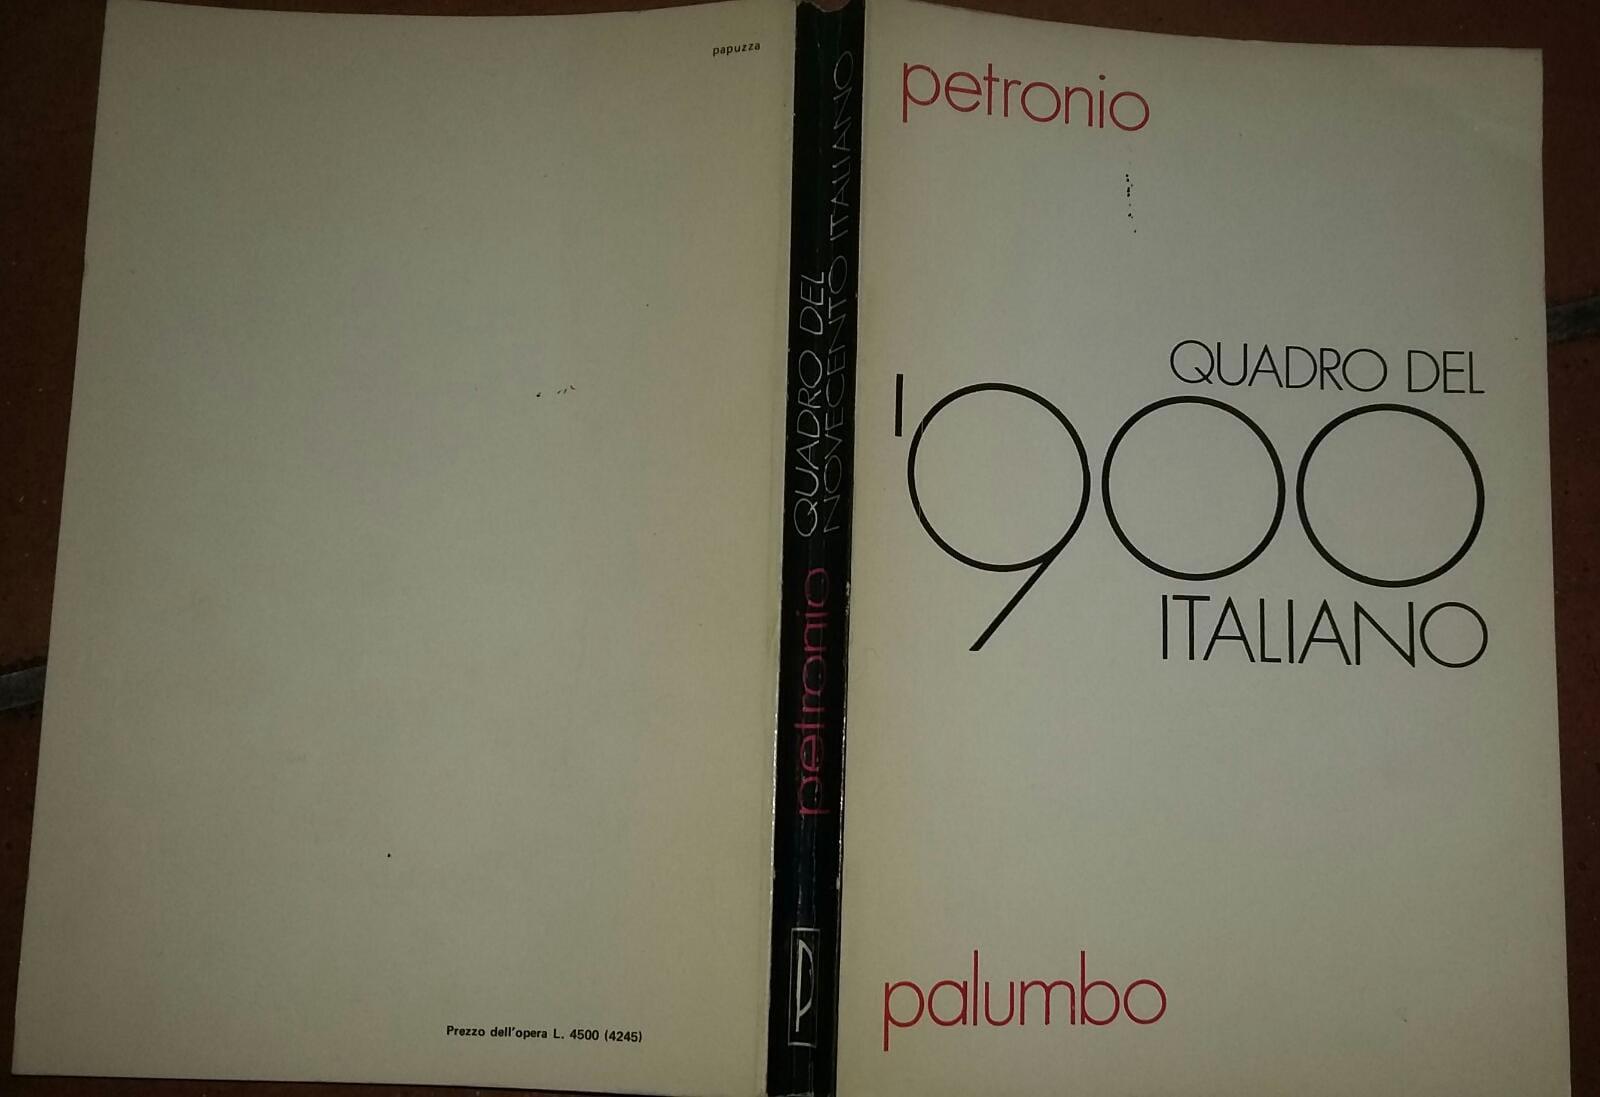 papuzza
Prezzo dell'opera L. 4500 (4245)
petronio
QUADRO DEL
NOVECENTO ITALIANO
P
petronio
QUADRO DEL
'900
ITALIANO
palumbo